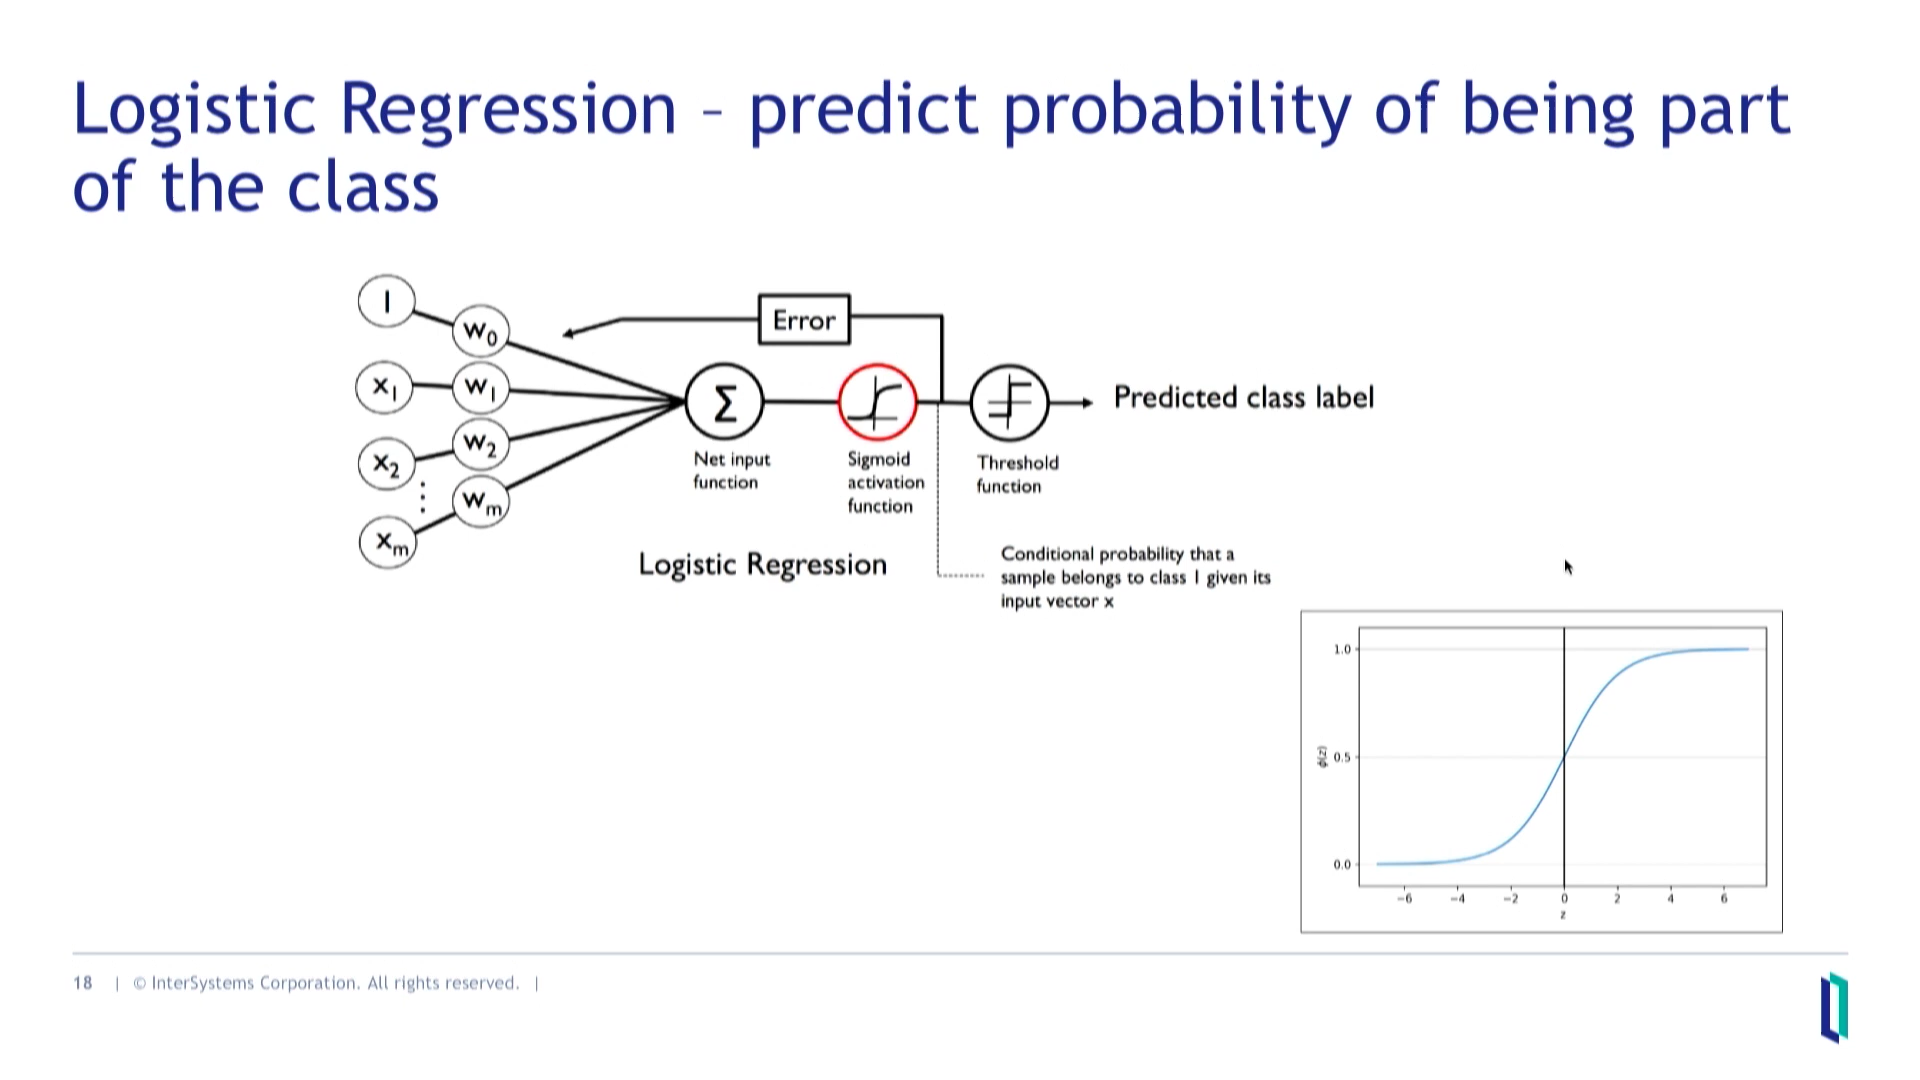 Logistic Regression – predict probability of being part
of the class
1
w0
x1
w1
x2
w2
wm
xm
Error
Σ
Predicted class label
Net input
function
Sigmoid
activation
function
Threshold
function
Logistic Regression
Conditional probability that a
sample belongs to class 1 given its
input vector x
1.0
0.5
0.0
ϕ(z)
−6 −4 −2 0 2 4 6
z
18 | © InterSystems Corporation. All rights reserved. |